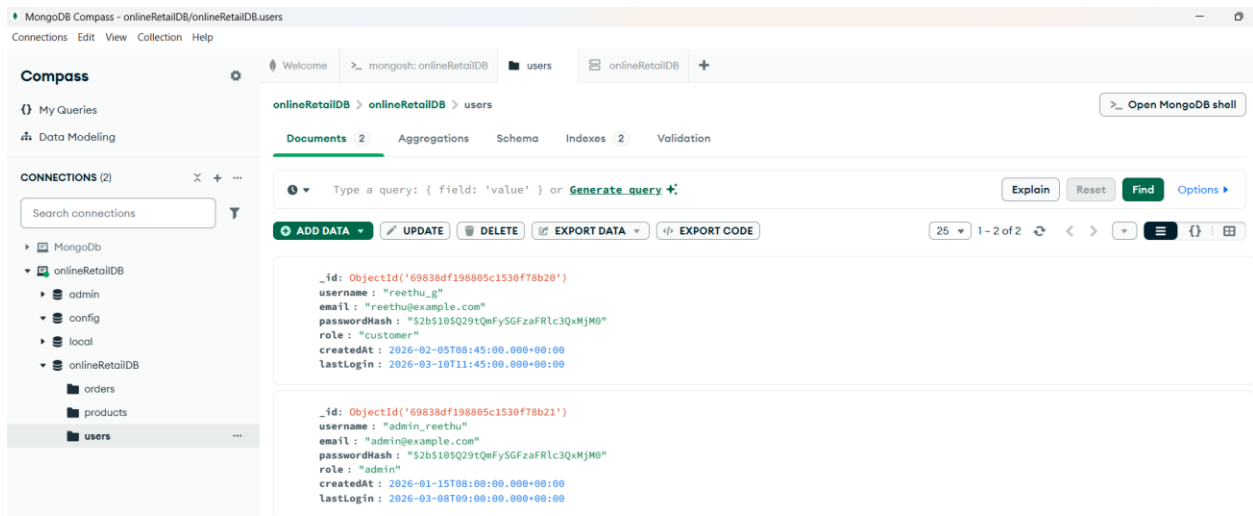 MongoDB Compass - onlineRetailDB/onlineRetailDB.users
Connections Edit View Collection Help
Compass
{} My Queries
Data Modeling
CONNECTIONS (2)
Search connections
MongoDb
onlineRetailDB
admin
config
local
onlineRetailDB
orders
products
users
Welcome >_ mongosh: onlineRetailDB users onlineRetailDB +
onlineRetailDB > onlineRetailDB > users
>_ Open MongoDB shell
Documents 2 Aggregations Schema Indexes 2 Validation
Type a query: { field: 'value' } or Generate query
Explain Reset Find Options
ADD DATA UPDATE DELETE EXPORT DATA </> EXPORT CODE
25 1 – 2 of 2 {}
_id: ObjectId('69838df198805c1530f78b20')
username : "reethu_g"
email : "reethu@example.com"
passwordHash : "$2b$10$Q29tQmFySGFzaFRlc3QxMjM0"
role : "customer"
createdAt : 2026-02-05T08:45:00.000+00:00
lastLogin : 2026-03-10T11:45:00.000+00:00
_id: ObjectId('69838df198805c1530f78b21')
username : "admin_reethu"
email : "admin@example.com"
passwordHash : "$2b$10$Q29tQmFySGFzaFRlc3QxMjM0"
role : "admin"
createdAt : 2026-01-15T08:00:00.000+00:00
lastLogin : 2026-03-08T09:00:00.000+00:00